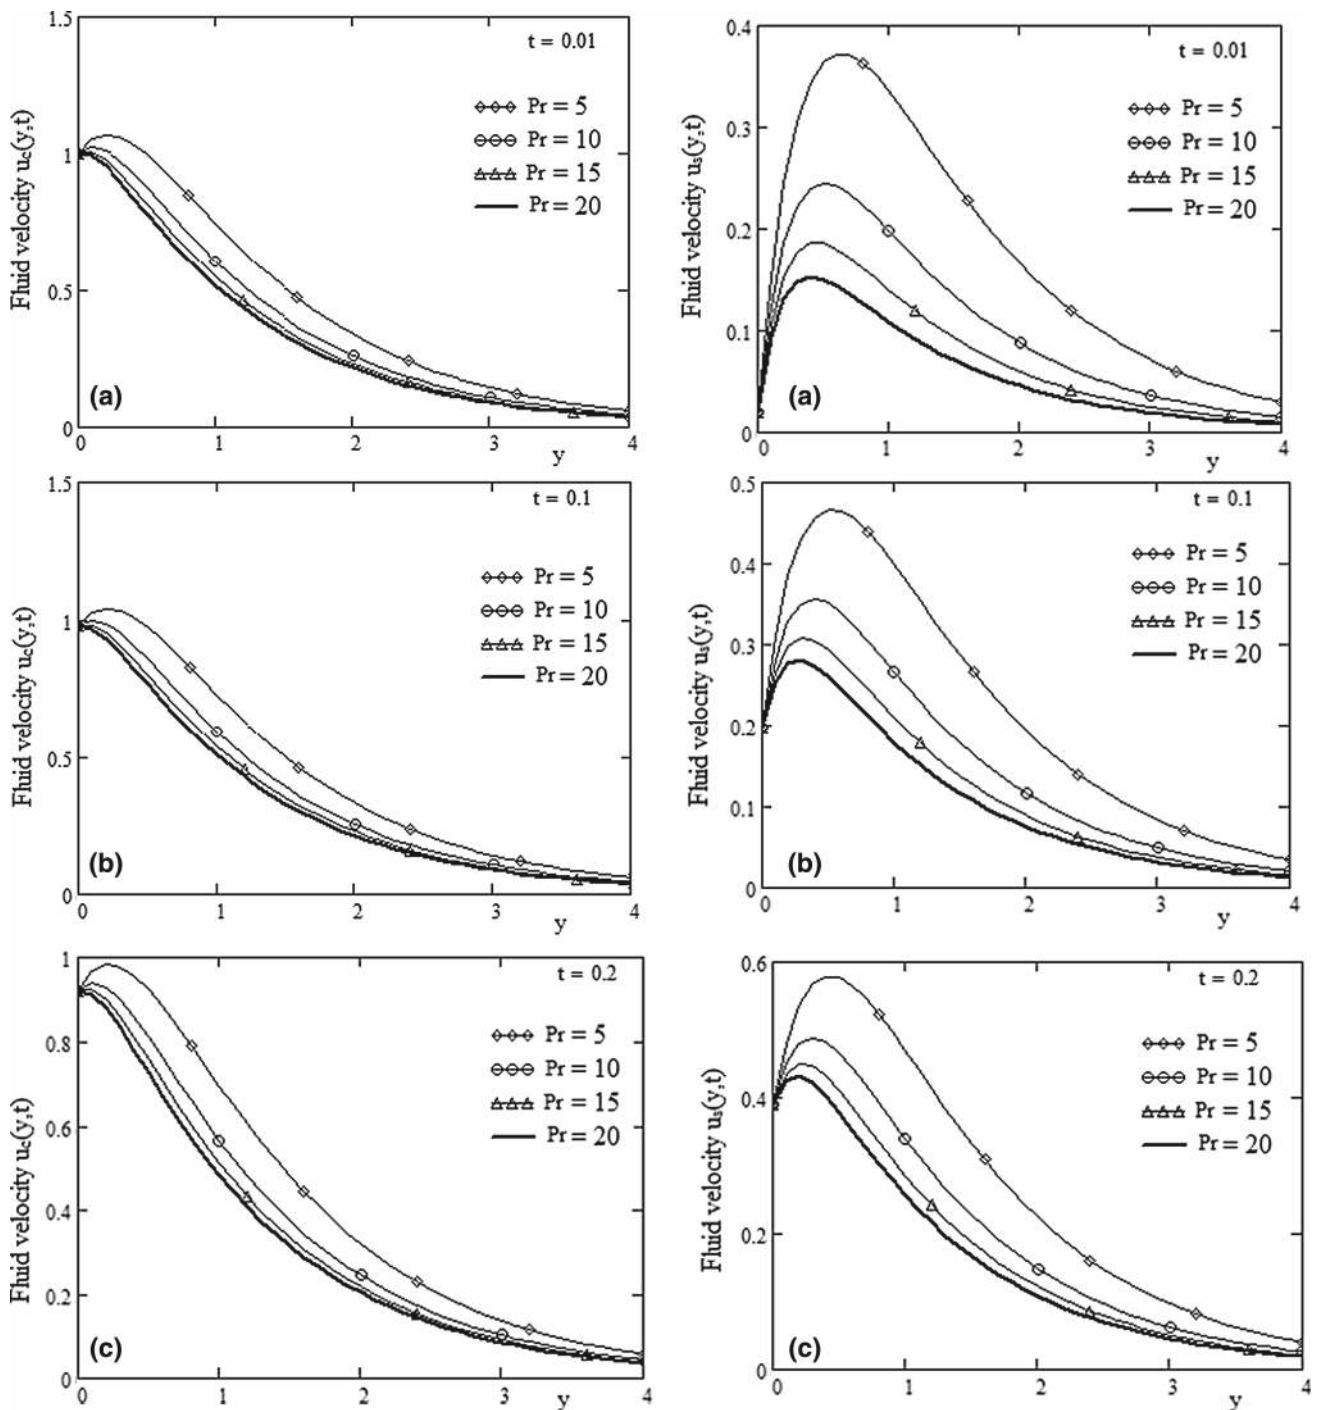 1.5
t = 0.01
Pr = 5
Pr = 10
Pr = 15
Pr = 20
1
0.5
0
Fluid velocity uc(y,t)
(a)
0 1 2 3 4
y
0.4
t = 0.01
Pr = 5
Pr = 10
Pr = 15
Pr = 20
0.3
0.2
0.1
0
Fluid velocity us(y,t)
(a)
0 1 2 3 4
y
1.5
t = 0.1
Pr = 5
Pr = 10
Pr = 15
Pr = 20
1
0.5
0
Fluid velocity uc(y,t)
(b)
0 1 2 3 4
y
0.5
t = 0.1
Pr = 5
Pr = 10
Pr = 15
Pr = 20
0.4
0.3
0.2
0.1
0
Fluid velocity us(y,t)
(b)
0 1 2 3 4
y
1
t = 0.2
Pr = 5
Pr = 10
Pr = 15
Pr = 20
0.8
0.6
0.4
0.2
0
Fluid velocity uc(y,t)
(c)
0 1 2 3 4
y
0.6
t = 0.2
Pr = 5
Pr = 10
Pr = 15
Pr = 20
0.4
0.2
0
Fluid velocity us(y,t)
(c)
0 1 2 3 4
y